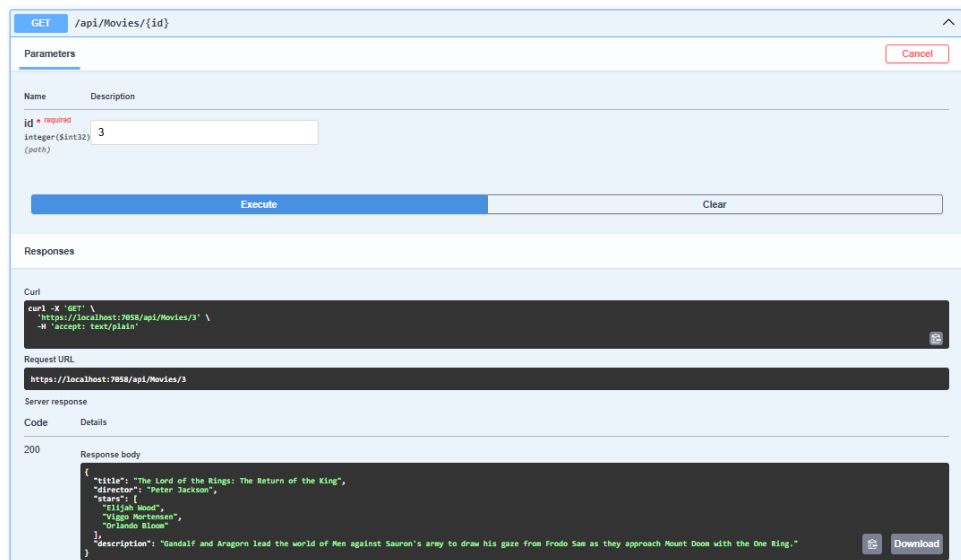 GET /api/Movies/{id}
Parameters
Cancel
Name Description
id * required
integer($int32)
(path)
3
Execute Clear
Responses
Curl
curl -X 'GET' \
'https://localhost:7058/api/Movies/3' \
-H 'accept: text/plain'
Request URL
https://localhost:7058/api/Movies/3
Server response
Code Details
200
Response body
{
"title": "The Lord of the Rings: The Return of the King",
"director": "Peter Jackson",
"stars": [
"Elijah Wood",
"Viggo Mortensen",
"Orlando Bloom"
],
"description": "Gandalf and Aragorn lead the world of Men against Sauron's army to draw his gaze from Frodo Sam as they approach Mount Doom with the One Ring."
}
Download